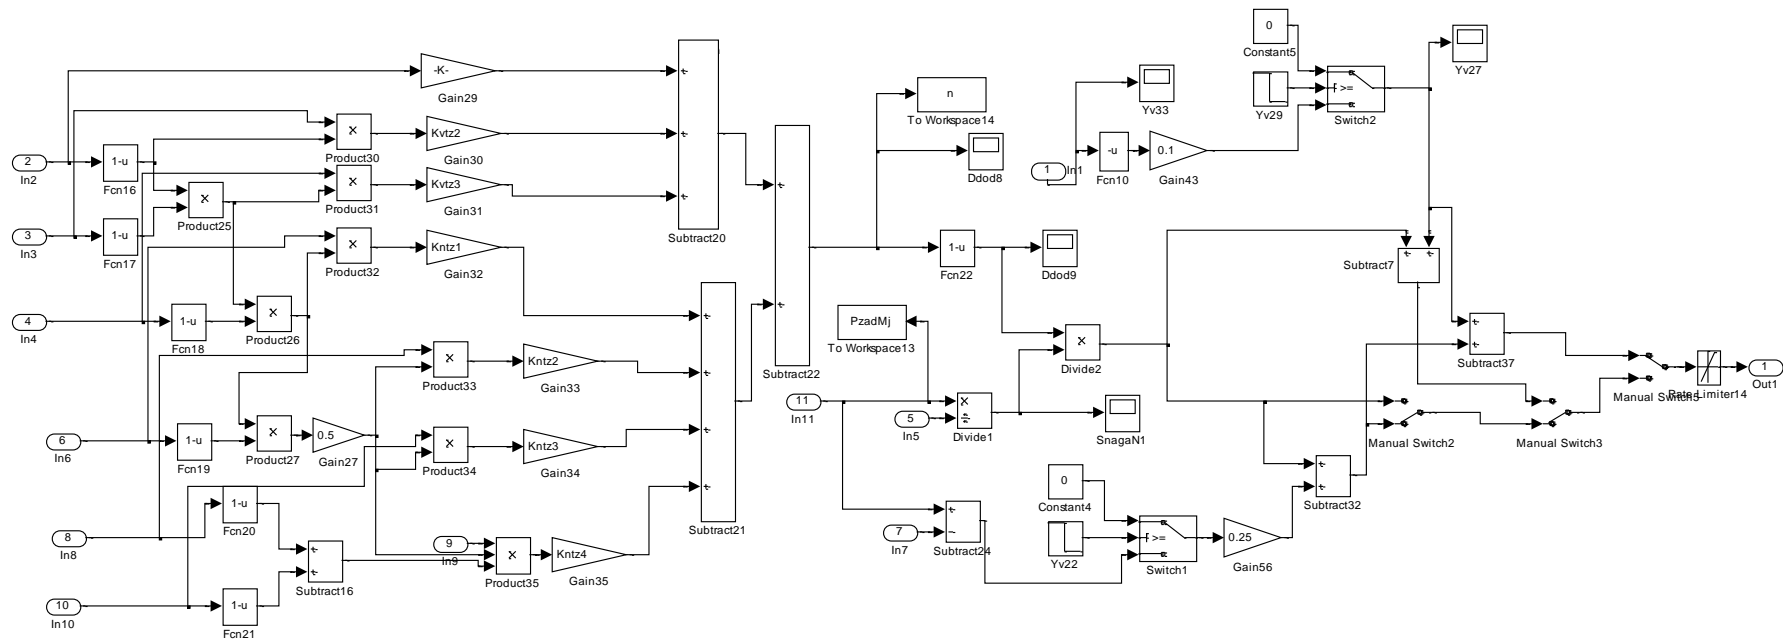 0
Constant5
Yv27
-K-
Gain29
n
To Workspace14
Yv33
Yv29
>=
Switch2
Kvtz2
Product30
Gain30
2
In2
1-u
Fcn16
Ddod8
1
In1
-u
Fcn10
0.1
Gain43
Kvtz3
Product31
Gain31
Product25
3
In3
1-u
Fcn17
Subtract20
Kntz1
Product32
Gain32
1-u
Fcn22
Ddod9
Subtract7
4
In4
1-u
Fcn18
Product26
PzadMj
To Workspace13
Divide2
Subtract37
Kntz2
Product33
Gain33
Subtract22
1
Out1
Rate Limiter14
Manual Switch5
11
In11
5
In5
Divide1
SnagaN1
Manual Switch2
Manual Switch3
6
In6
1-u
Fcn19
Product27
0.5
Gain27
Product34
Kntz3
Gain34
0
Constant4
Subtract32
1-u
Fcn20
Subtract21
8
In8
9
In9
Product35
Kntz4
Gain35
7
In7
Subtract24
Yv22
>=
Switch1
0.25
Gain56
Subtract16
10
In10
1-u
Fcn21